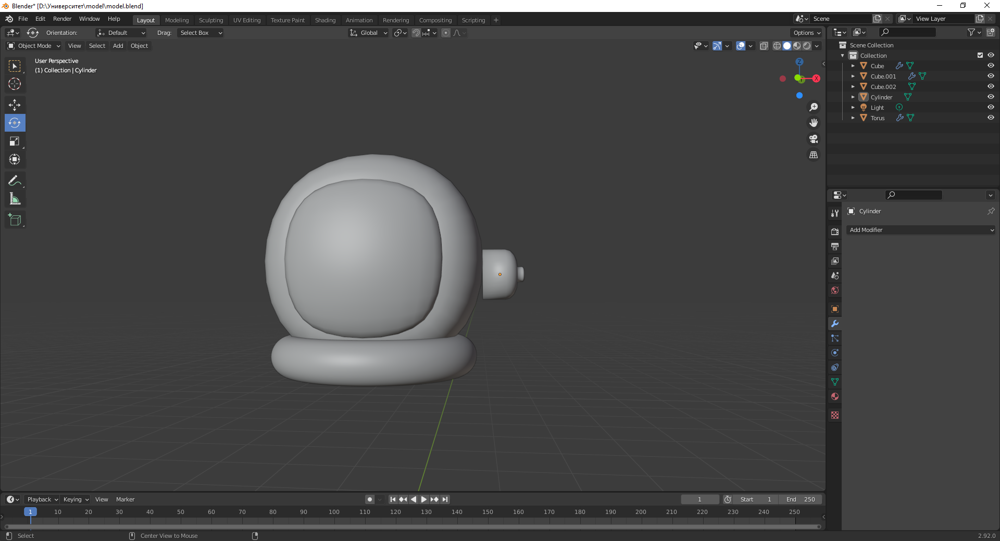 Blender* [D:\Университет\model\model.blend]
File Edit Render Window Help Layout Modeling Sculpting UV Editing Texture Paint Shading Animation Rendering Compositing Scripting + Scene View Layer
Orientation: Default Drag: Select Box Global Options
Object Mode View Select Add Object
User Perspective
(1) Collection | Cylinder
Z
X
Y
Scene Collection
Collection
Cube
Cube.001
Cube.002
Cylinder
Light
Torus
Cylinder
Add Modifier
Playback Keying View Marker 1 Start 1 End 250
1 10 20 30 40 50 60 70 80 90 100 110 120 130 140 150 160 170 180 190 200 210 220 230 240 250
Select Center View to Mouse 2.92.0